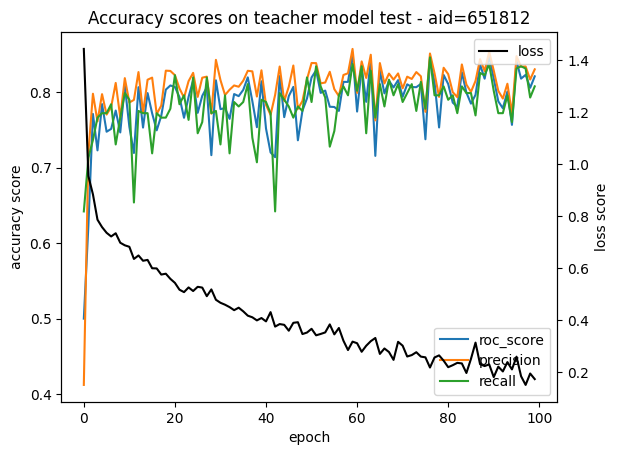 Accuracy scores on teacher model test - aid=651812
loss
0.8
0.7
0.6
0.5
0.4
accuracy score
1.4
1.2
1.0
0.8
0.6
0.4
0.2
loss score
roc_score
precision
recall
0
20
40
60
80
100
epoch